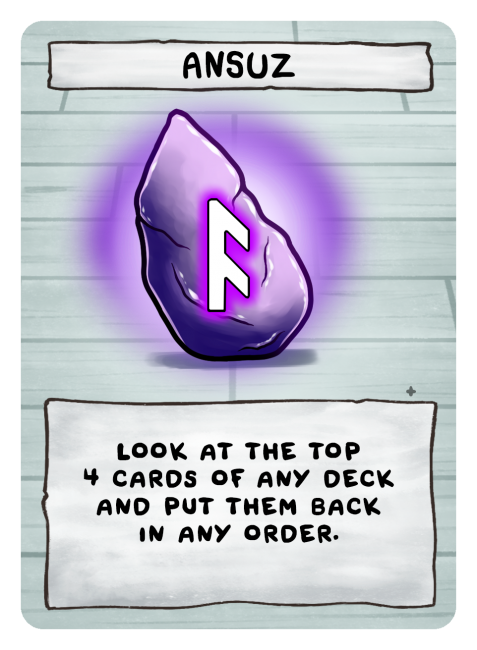 ANSUZ
ᚨ
LOOK AT THE TOP
4 CARDS OF ANY DECK
AND PUT THEM BACK
IN ANY ORDER.